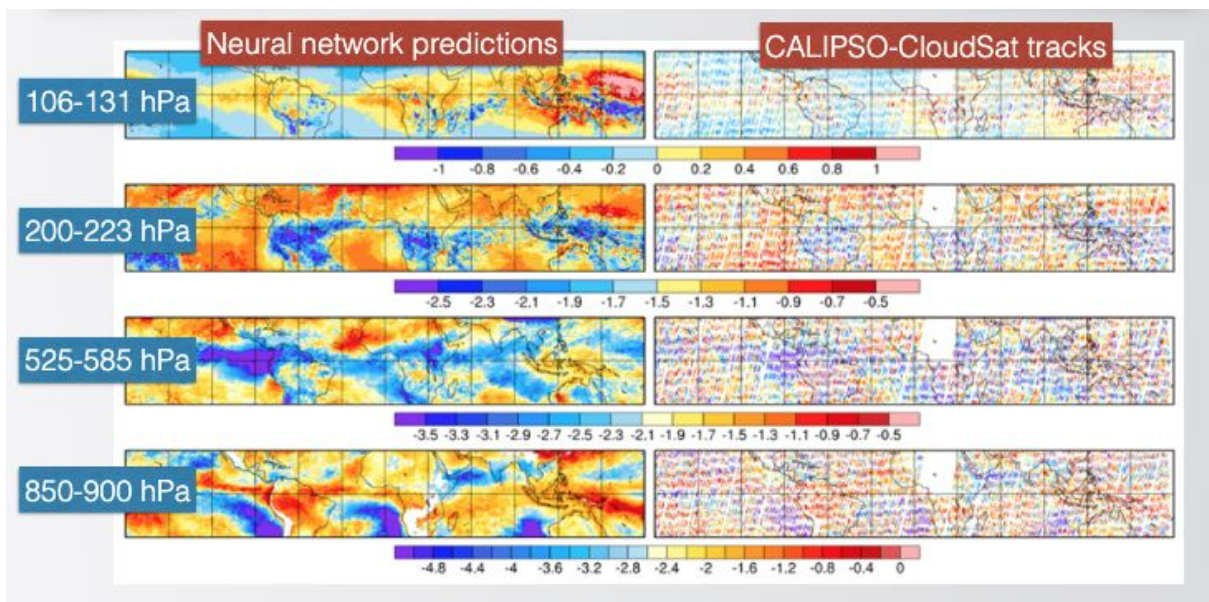 Neural network predictions
CALIPSO-CloudSat tracks
106-131 hPa
-1 -0.8 -0.6 -0.4 -0.2 0 0.2 0.4 0.6 0.8 1
200-223 hPa
-2.5 -2.3 -2.1 -1.9 -1.7 -1.5 -1.3 -1.1 -0.9 -0.7 -0.5
525-585 hPa
-3.5 -3.3 -3.1 -2.9 -2.7 -2.5 -2.3 -2.1 -1.9 -1.7 -1.5 -1.3 -1.1 -0.9 -0.7 -0.5
850-900 hPa
-4.8 -4.4 -4 -3.6 -3.2 -2.8 -2.4 -2 -1.6 -1.2 -0.8 -0.4 0